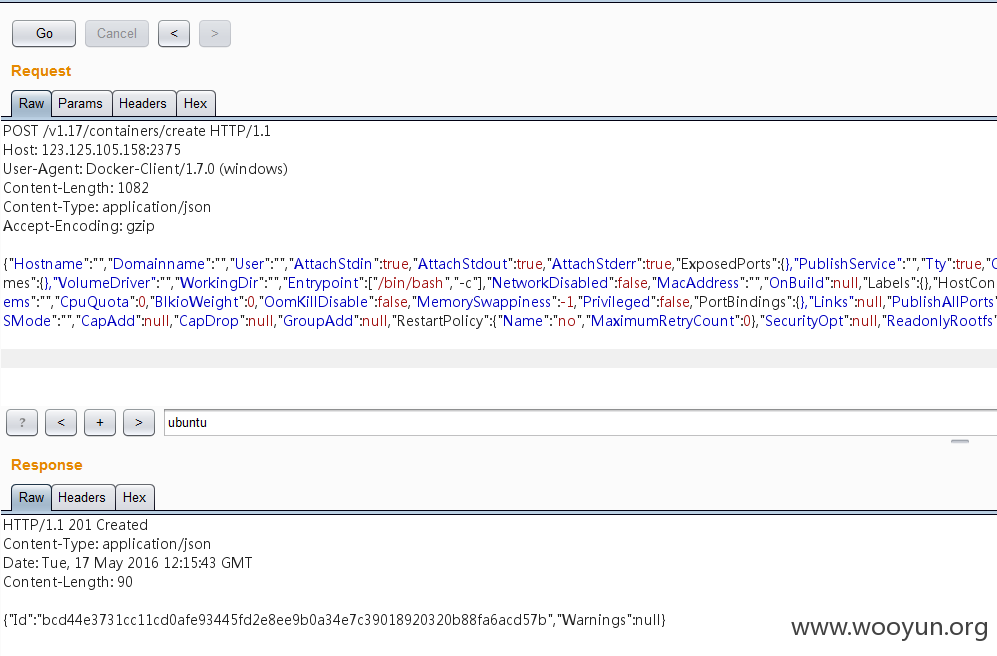 Go Cancel < >
Request
Raw Params Headers Hex
POST /v1.17/containers/create HTTP/1.1
Host: 123.125.105.158:2375
User-Agent: Docker-Client/1.7.0 (windows)
Content-Length: 1082
Content-Type: application/json
Accept-Encoding: gzip
{"Hostname":"","Domainname":"","User":"","AttachStdin":true,"AttachStdout":true,"AttachStderr":true,"ExposedPorts":{},"PublishService":"","Tty":true,"
mes":{},"VolumeDriver":"","WorkingDir":"","Entrypoint":["/bin/bash","-c"],"NetworkDisabled":false,"MacAddress":"","OnBuild":null,"Labels":{},"HostCon
ems":"","CpuQuota":0,"BlkioWeight":0,"OomKillDisable":false,"MemorySwappiness":-1,"Privileged":false,"PortBindings":{},"Links":null,"PublishAllPorts
SMode":"","CapAdd":null,"CapDrop":null,"GroupAdd":null,"RestartPolicy":{"Name":"no","MaximumRetryCount":0},"SecurityOpt":null,"ReadonlyRootfs"
? < + > ubuntu
Response
Raw Headers Hex
HTTP/1.1 201 Created
Content-Type: application/json
Date: Tue, 17 May 2016 12:15:43 GMT
Content-Length: 90
{"Id":"bcd44e3731cc11cd0afe93445fd2e8ee9b0a34e7c39018920320b88fa6acd57b","Warnings":null}
www.wooyun.org